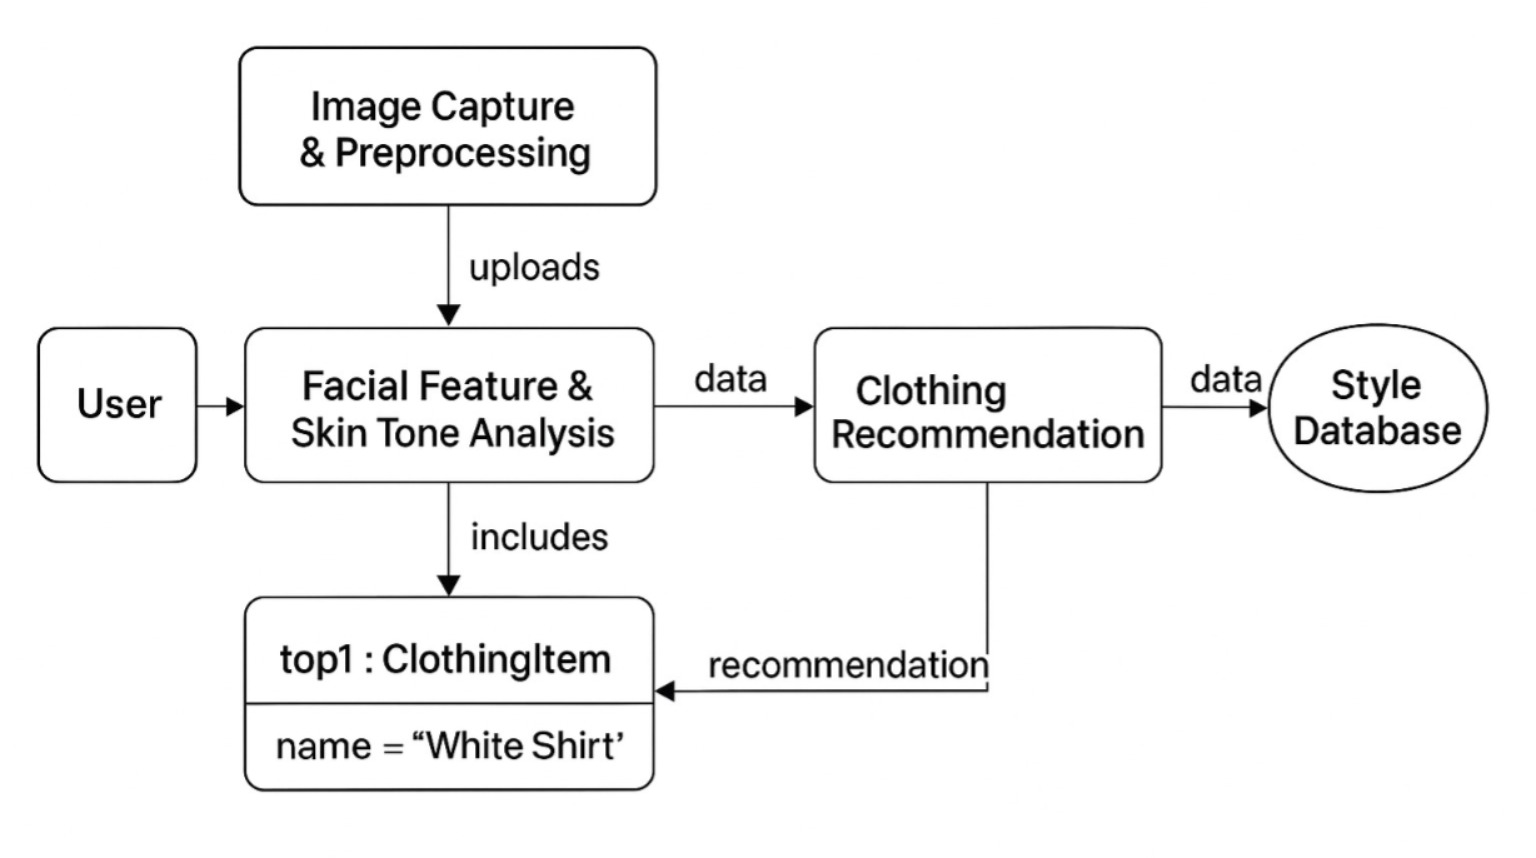 Image Capture
& Preprocessing
uploads
User
Facial Feature &
Skin Tone Analysis
data
Clothing
Recommendation
data
Style
Database
includes
top1 : ClothingItem
recommendation
name = “White Shirt’